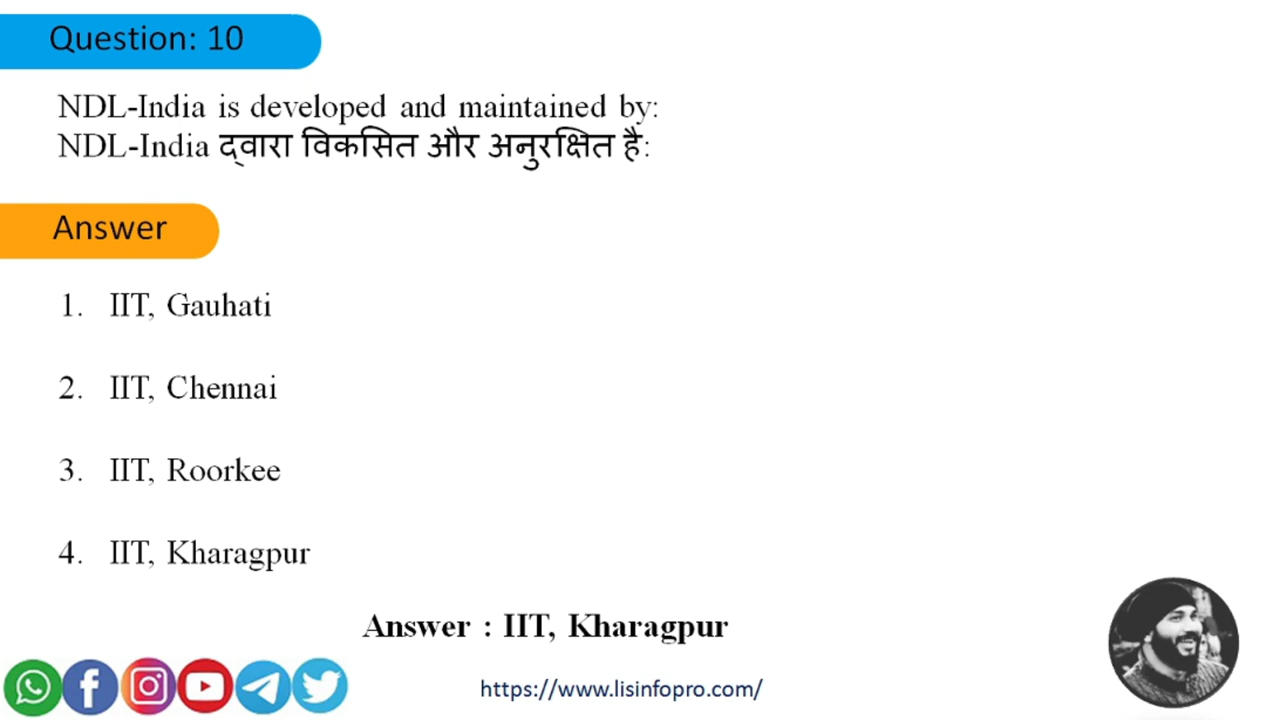 Question: 10
NDL-India is developed and maintained by:
NDL-India द्वारा विकसित और अनुरक्षित है:
Answer
1. IIT, Gauhati
2. IIT, Chennai
3. IIT, Roorkee
4. IIT, Kharagpur
Answer : IIT, Kharagpur
https://www.lisinfopro.com/